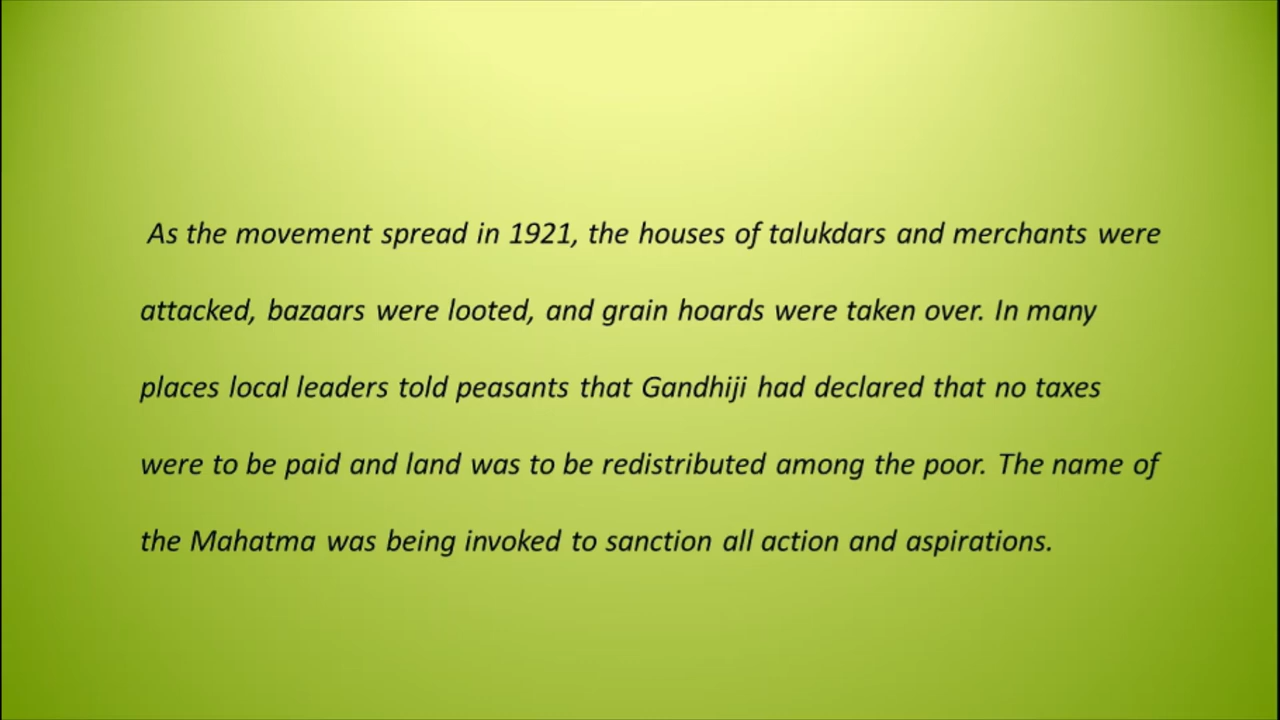 As the movement spread in 1921, the houses of talukdars and merchants were
attacked, bazaars were looted, and grain hoards were taken over. In many
places local leaders told peasants that Gandhiji had declared that no taxes
were to be paid and land was to be redistributed among the poor. The name of
the Mahatma was being invoked to sanction all action and aspirations.